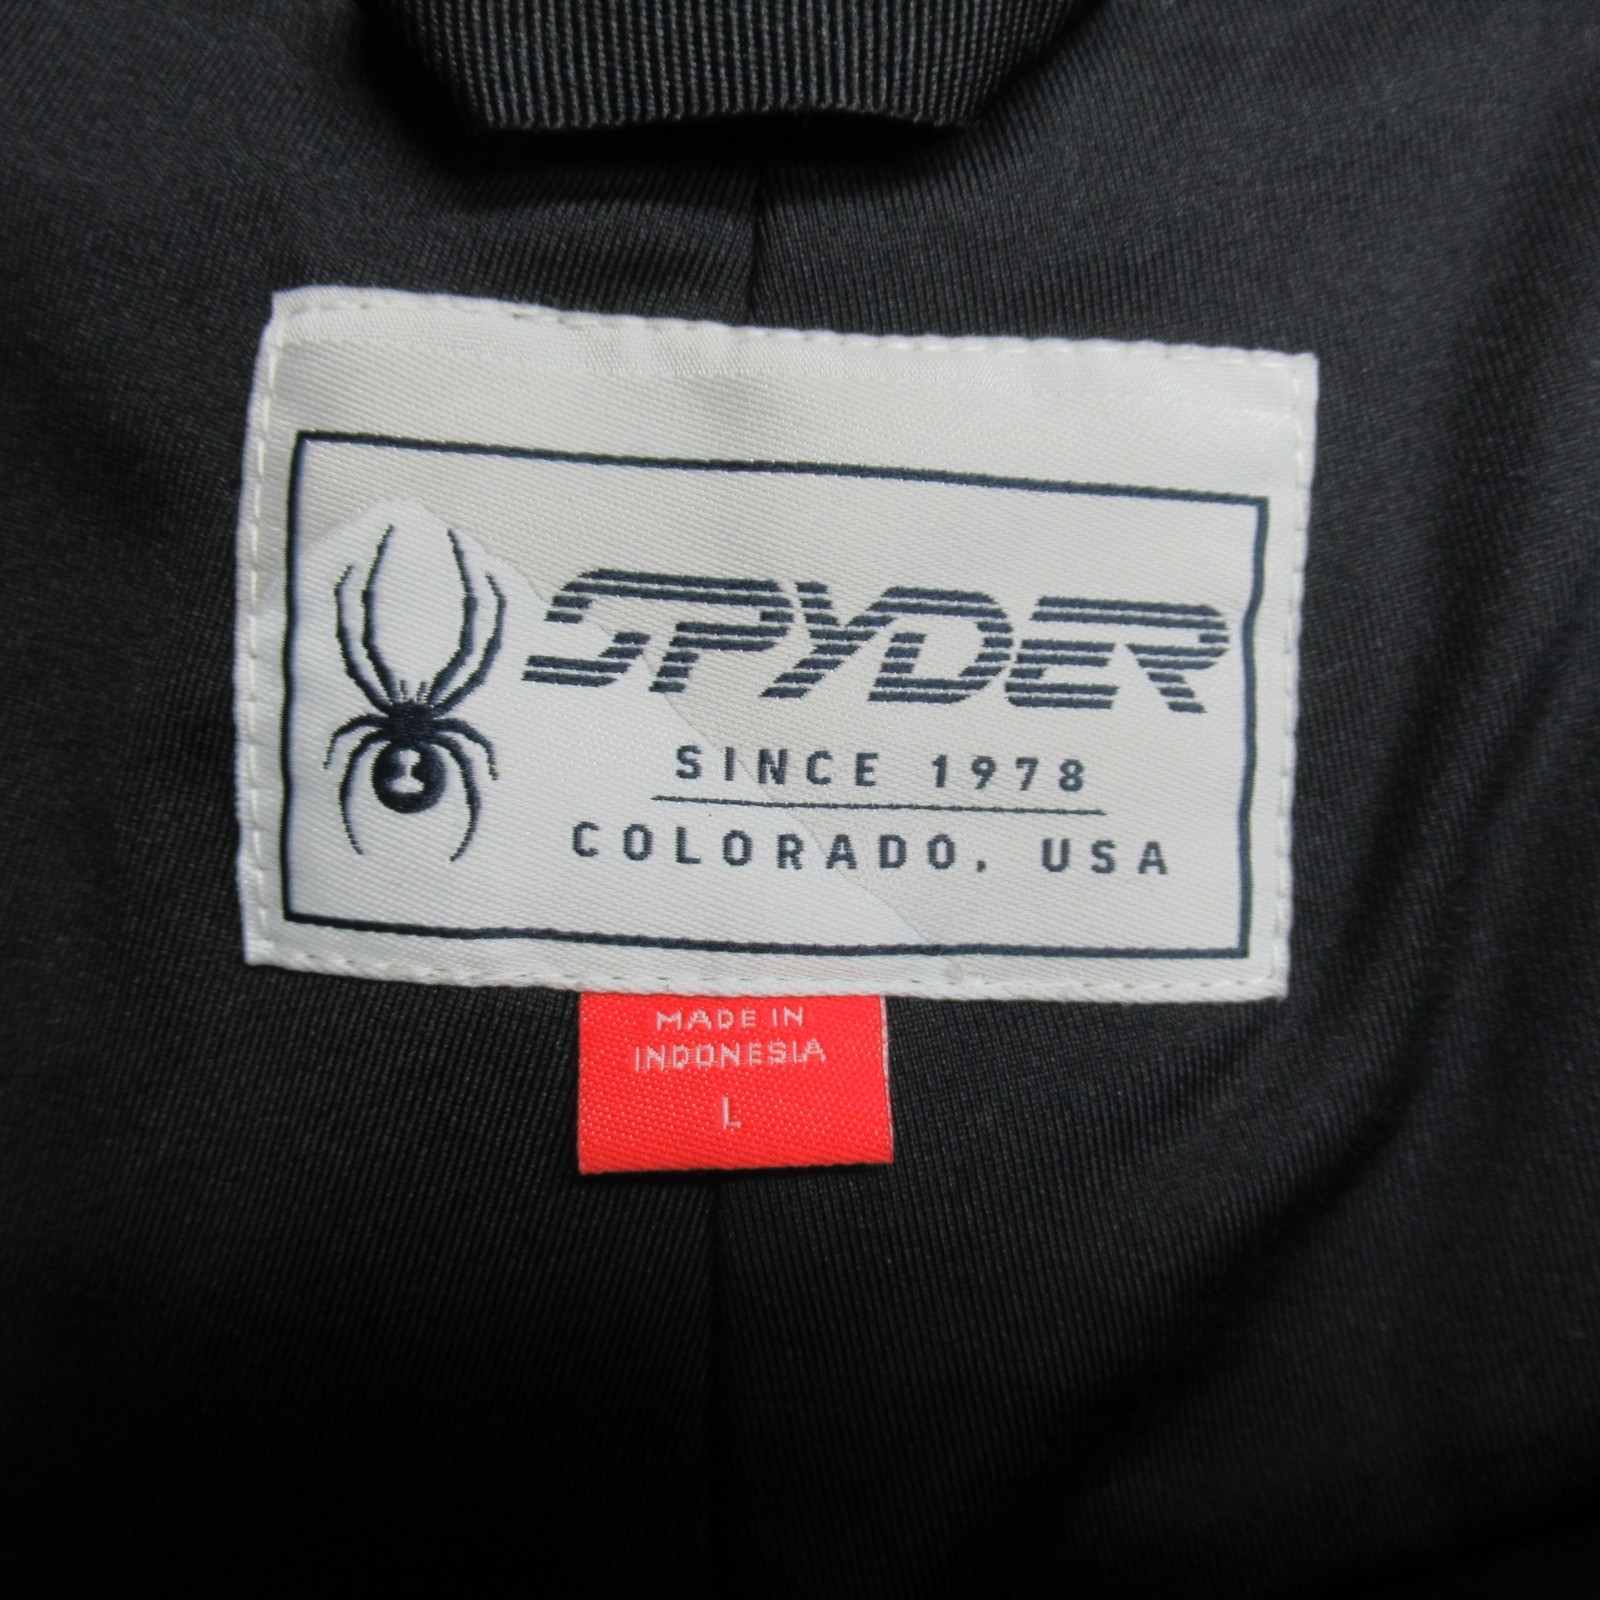 SPYDER
SINCE 1978
COLORADO, USA
MADE IN
INDONESIA
L